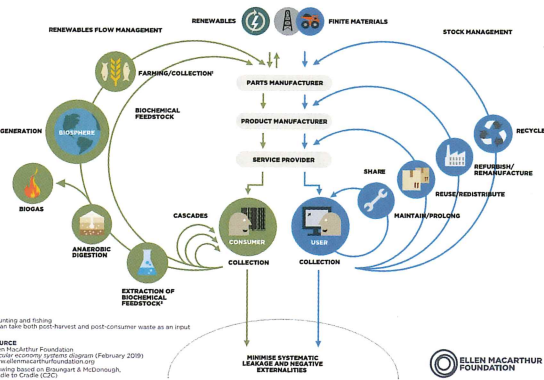 RENEWABLES
FINITE MATERIALS
RENEWABLES FLOW MANAGEMENT
STOCK MANAGEMENT
FARMING/COLLECTION¹
PARTS MANUFACTURER
BIOCHEMICAL
FEEDSTOCK
PRODUCT MANUFACTURER
GENERATION
BIOSPHERE
RECYCLE
SERVICE PROVIDER
REFURBISH/
REMANUFACTURE
SHARE
REUSE/REDISTRIBUTE
BIOGAS
MAINTAIN/PROLONG
CASCADES
CONSUMER
USER
ANAEROBIC
DIGESTION
COLLECTION
COLLECTION
EXTRACTION OF
BIOCHEMICAL
FEEDSTOCK²
unting and fishing
an take both post-harvest and post-consumer waste as an input
URCE
en MacArthur Foundation
cular economy systems diagram (February 2019)
w.ellenmacarthurfoundation.org
wing based on Braungart & McDonough,
dle to Cradle (C2C)
MINIMISE SYSTEMATIC
LEAKAGE AND NEGATIVE
EXTERNALITIES
ELLEN MACARTHUR
FOUNDATION